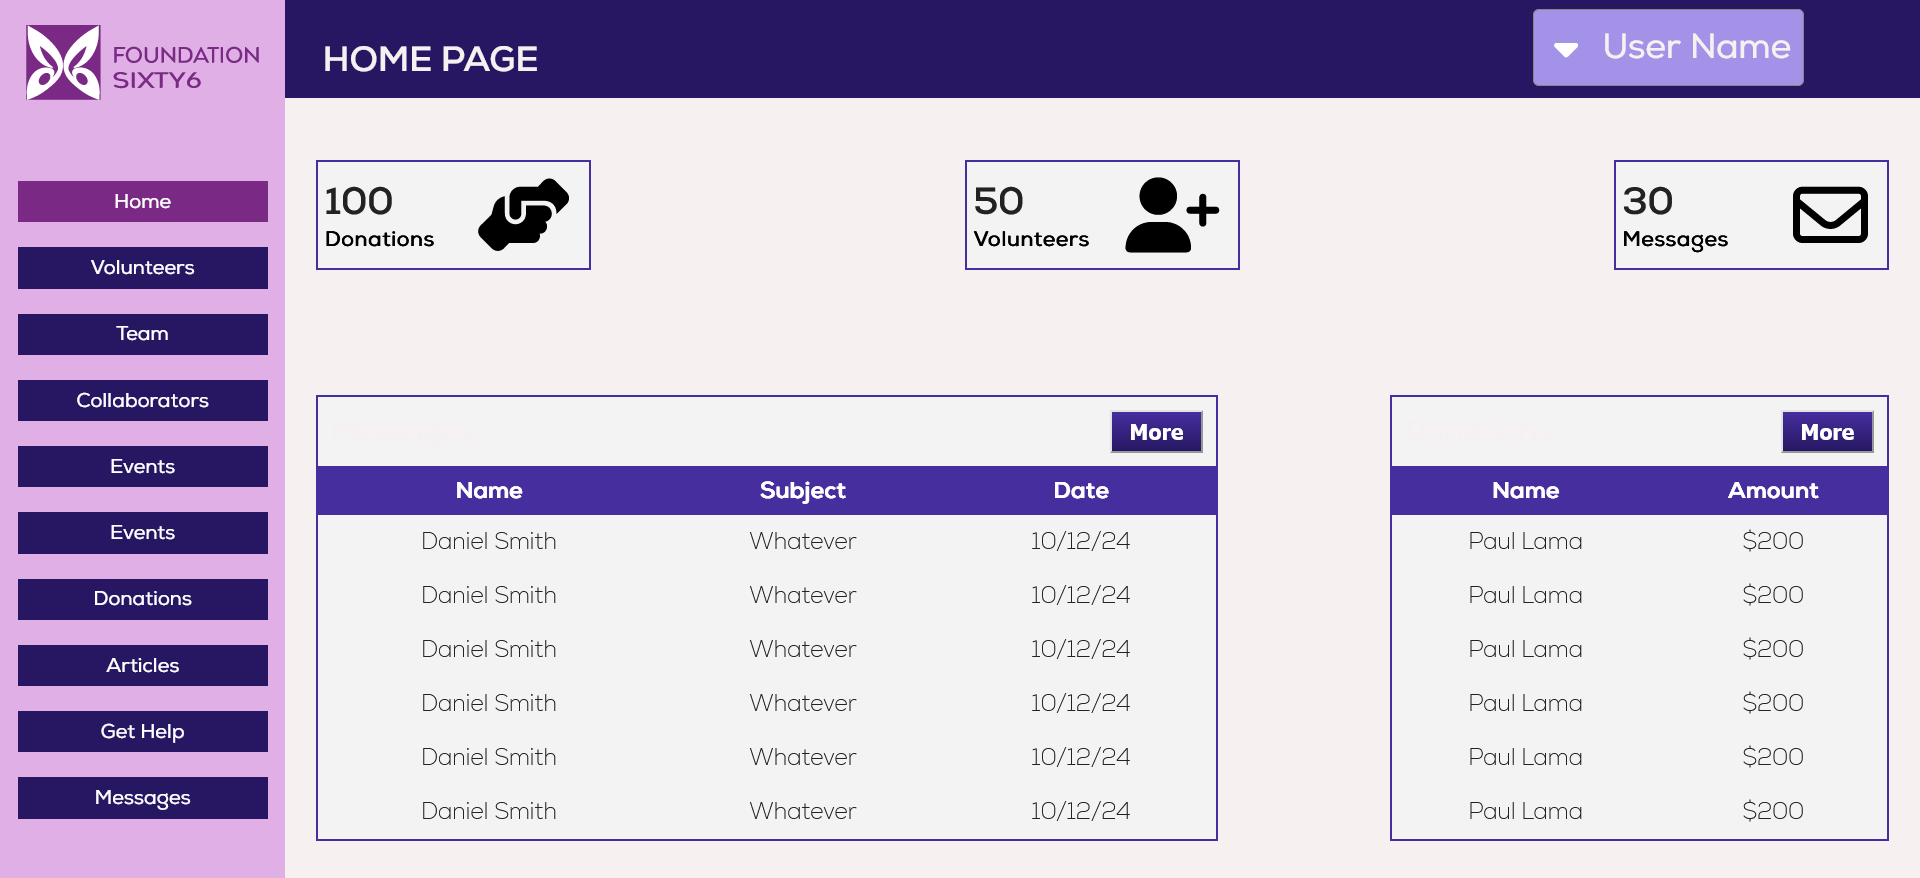 FOUNDATION
SIXTY6
HOME PAGE
User Name
Home
Volunteers
Team
Collaborators
Events
Events
Donations
Articles
Get Help
Messages
100
Donations
50
Volunteers
30
Messages
More
Name Subject Date
Daniel Smith Whatever 10/12/24
Daniel Smith Whatever 10/12/24
Daniel Smith Whatever 10/12/24
Daniel Smith Whatever 10/12/24
Daniel Smith Whatever 10/12/24
Daniel Smith Whatever 10/12/24
More
Name Amount
Paul Lama $200
Paul Lama $200
Paul Lama $200
Paul Lama $200
Paul Lama $200
Paul Lama $200